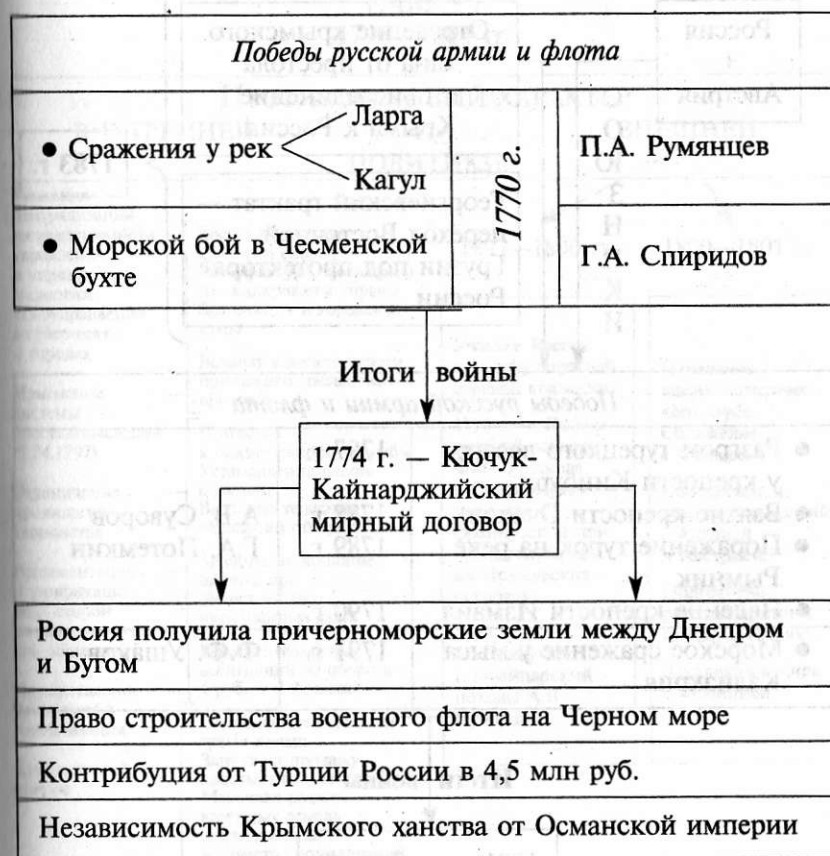 Победы русской армии и флота
● Сражения у рек
Ларга
Кагул
1770 г.
П.А. Румянцев
● Морской бой в Чесменской
бухте
Г.А. Спиридов
Итоги войны
1774 г. — Кючук-
Кайнарджийский
мирный договор
Россия получила причерноморские земли между Днепром
и Бугом
Право строительства военного флота на Черном море
Контрибуция от Турции России в 4,5 млн руб.
Независимость Крымского ханства от Османской империи